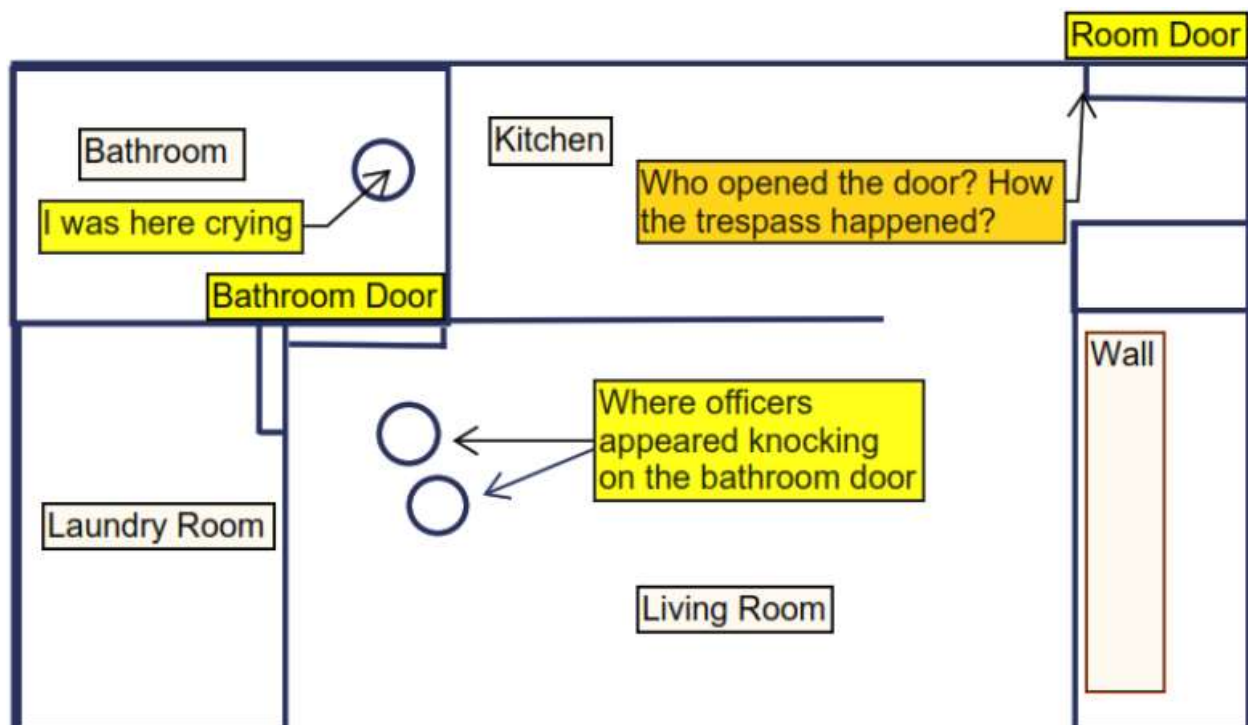 Room Door
Bathroom
Kitchen
Who opened the door? How
the trespass happened?
I was here crying
Bathroom Door
Wall
Where officers
appeared knocking
on the bathroom door
Laundry Room
Living Room